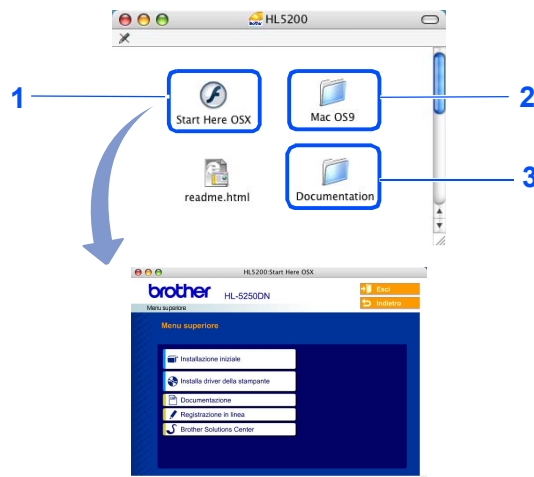 HL5200
1
2
3
Start Here OSX
Mac OS9
readme.html
Documentation
HL5200:Start Here OSX
brother
HL-5250DN
Esci
Indietro
Menu superiore
Menu superiore
Installazione iniziale
Installa driver della stampante
Documentazione
Registrazione in linea
Brother Solutions Center